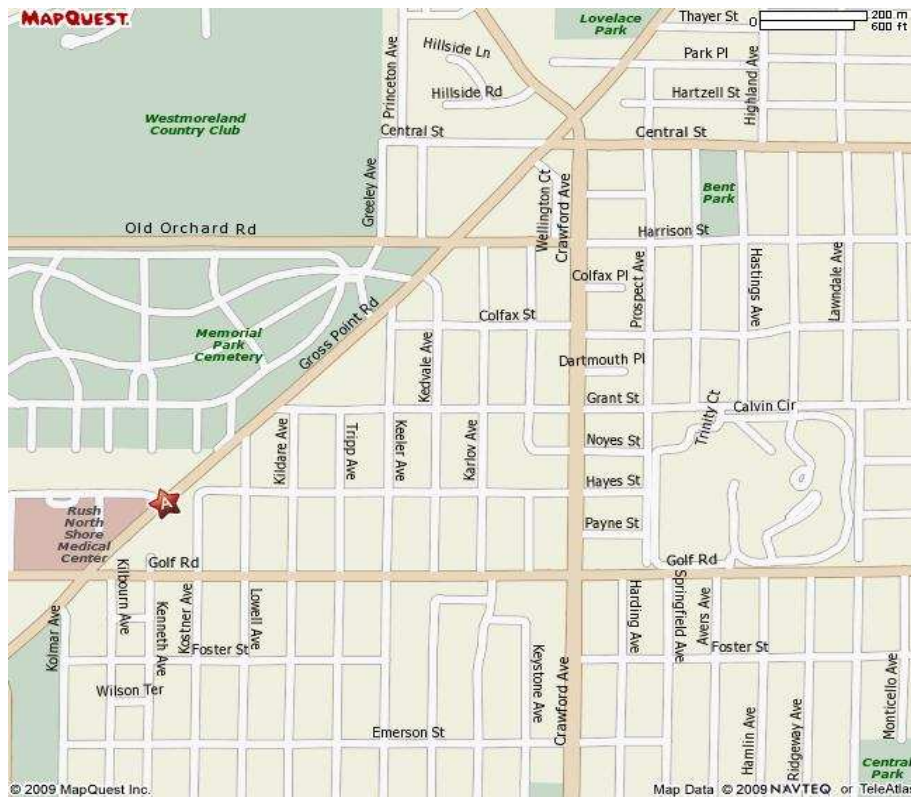 MAPQUEST.
Lovelace
Park
Thayer St
0
200 m
600 ft
Hillside Ln
Park Pl
Princeton Ave
Highland Ave
Hillside Rd
Hartzell St
Westmoreland
Country Club
Central St
Central St
Greeley Ave
Wellington Ct
Crawford Ave
Bent
Park
Old Orchard Rd
Harrison St
Colfax Pl
Prospect Ave
Hastings Ave
Lawndale Ave
Gross Point Rd
Colfax St
Memorial
Park
Cemetery
Kedvale Ave
Dartmouth Pl
Grant St
Trinity Ct
Calvin Cir
Kildare Ave
Tripp Ave
Keeler Ave
Karlov Ave
Noyes St
Hayes St
A
Rush
North
Shore
Medical
Center
Payne St
Golf Rd
Golf Rd
Kilbourn Ave
Kenneth Ave
Kostner Ave
Lowell Ave
Harding Ave
Springfield Ave
Avers Ave
Kolmar Ave
Foster St
Foster St
Keystone Ave
Crawford Ave
Wilson Ter
Monticello Ave
Emerson St
Hamlin Ave
Ridgeway Ave
Central
Park
© 2009 MapQuest Inc.
Map Data © 2009 NAVTEQ or TeleAtlas